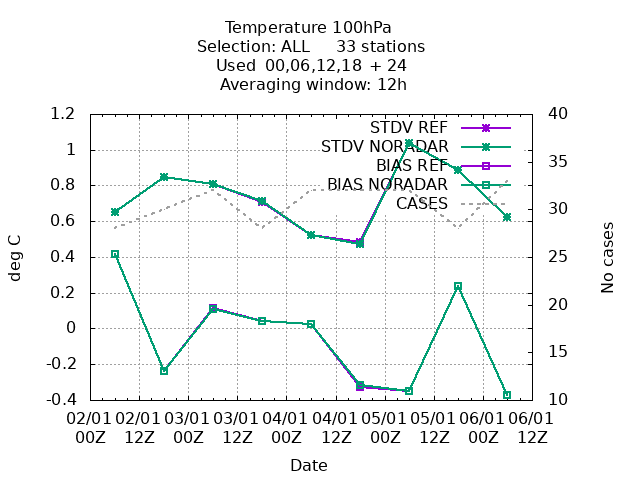 Temperature 100hPa
Selection: ALL     33 stations
Used 00,06,12,18 + 24
Averaging window: 12h
1.2
1
0.8
0.6
0.4
0.2
0
-0.2
-0.4
deg C
STDV REF
STDV NORADAR
BIAS REF
BIAS NORADAR
CASES
40
35
30
25
20
15
10
No cases
02/01 02/01 03/01 03/01 04/01 04/01 05/01 05/01 06/01 06/01
00Z 12Z 00Z 12Z 00Z 12Z 00Z 12Z 00Z 12Z
Date